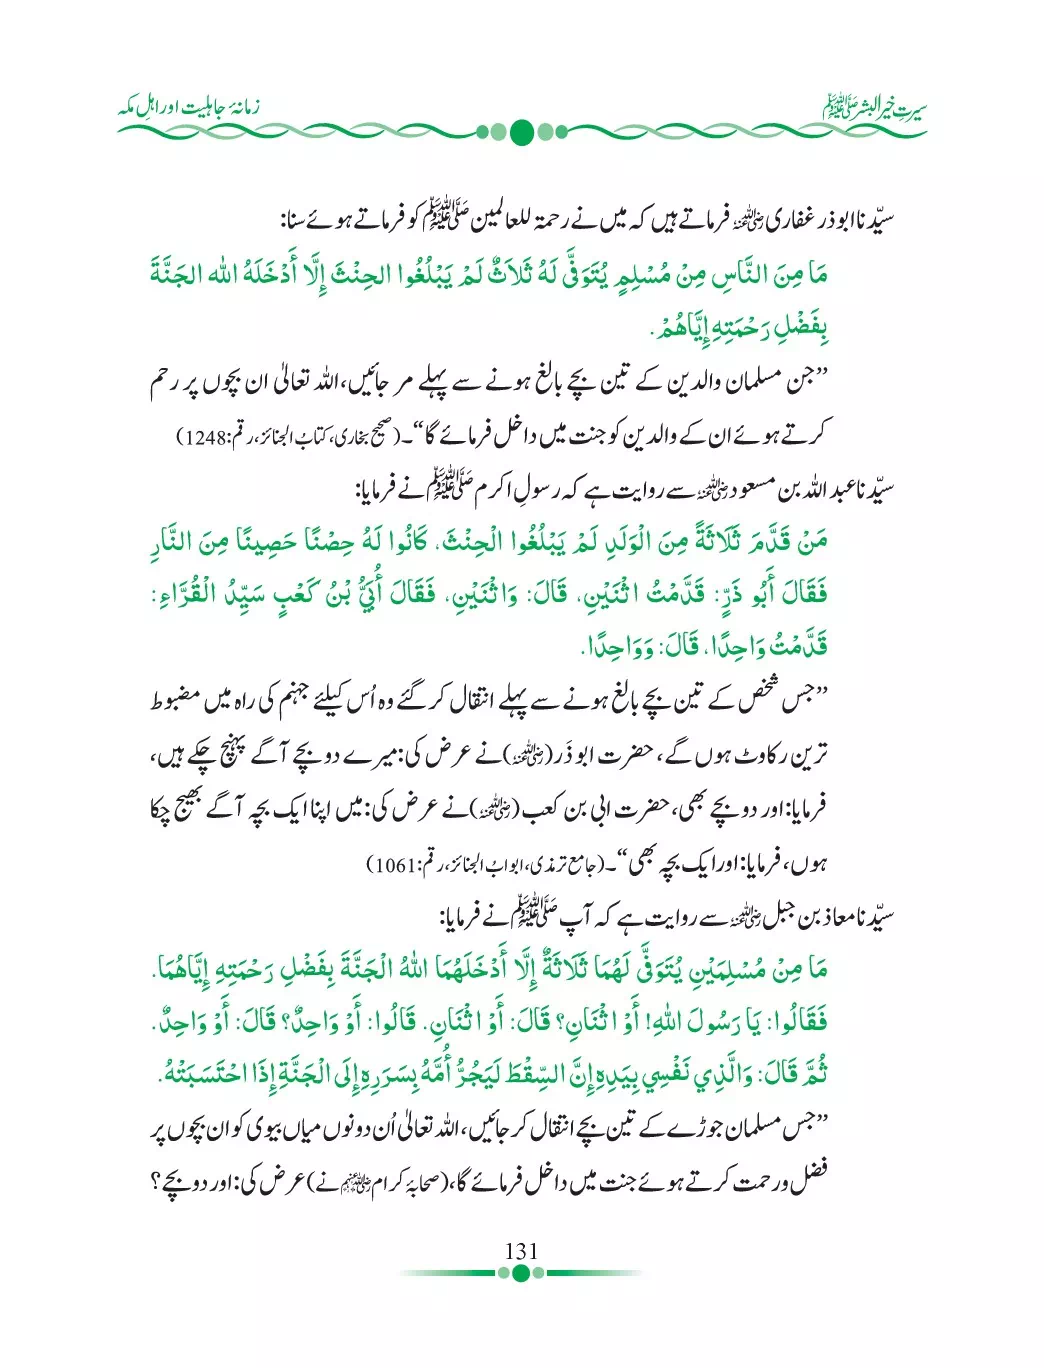 سیرتِ خیرالبشر ﷺ
زمانۂ جاہلیت اور اہلِ مکہ
سیّدنا ابوذر غفاری رضی اللہ عنہ فرماتے ہیں کہ میں نے رحمۃ للعالمین ﷺ کو فرماتے ہوئے سنا:
مَا مِنَ النَّاسِ مِنْ مُسْلِمٍ يُتَوَفَّى لَهُ ثَلاَثٌ لَمْ يَبْلُغُوا الحِنْثَ إِلَّا أَدْخَلَهُ الله الجَنَّةَ
بِفَضْلِ رَحْمَتِهِ إِيَّاهُمْ.
’’جن مسلمان والدین کے تین بچے بالغ ہونے سے پہلے مر جائیں، اللہ تعالیٰ ان بچوں پر رحم
کرتے ہوئے ان کے والدین کو جنت میں داخل فرمائے گا‘‘۔ (صحیح بخاری، کتابُ الجنائز، رقم:1248)
سیّدنا عبداللہ بن مسعود رضی اللہ عنہ سے روایت ہے کہ رسولِ اکرم ﷺ نے فرمایا:
مَنْ قَدَّمَ ثَلَاثَةً مِنَ الْوَلَدِ لَمْ يَبْلُغُوا الْحِنْثَ، كَانُوا لَهُ حِصْنًا حَصِينًا مِنَ النَّارِ
فَقَالَ أَبُو ذَرٍّ: قَدَّمْتُ اثْنَيْنِ، قَالَ: وَاثْنَيْنِ، فَقَالَ أُبَيُّ بْنُ كَعْبٍ سَيِّدُ الْقُرَّاءِ:
قَدَّمْتُ وَاحِدًا، قَالَ: وَوَاحِدًا.
’’جس شخص کے تین بچے بالغ ہونے سے پہلے انتقال کر گئے وہ اُس کیلئے جہنم کی راہ میں مضبوط
ترین رکاوٹ ہوں گے، حضرت ابوذَر (رضی اللہ عنہ) نے عرض کی: میرے دو بچے آگے پہنچ چکے ہیں،
فرمایا: اور دو بچے بھی، حضرت ابی بن کعب (رضی اللہ عنہ) نے عرض کی: میں اپنا ایک بچہ آگے بھیج چکا
ہوں، فرمایا: اور ایک بچہ بھی‘‘۔ (جامع ترمذی، ابوابُ الجنائز، رقم:1061)
سیّدنا معاذ بن جبل رضی اللہ عنہ سے روایت ہے کہ آپ ﷺ نے فرمایا:
مَا مِنْ مُسْلِمَيْنِ يُتَوَفَّى لَهُمَا ثَلَاثَةٌ إِلَّا أَدْخَلَهُمَا اللهُ الْجَنَّةَ بِفَضْلِ رَحْمَتِهِ إِيَّاهُمَا.
فَقَالُوا: يَا رَسُولَ اللهِ! أَوْ اثْنَانِ؟ قَالَ: أَوْ اثْنَانِ. قَالُوا: أَوْ وَاحِدٌ؟ قَالَ: أَوْ وَاحِدٌ.
ثُمَّ قَالَ: وَالَّذِي نَفْسِي بِيَدِهِ إِنَّ السِّقْطَ لَيَجُرُّ أُمَّهُ بِسَرَرِهِ إِلَى الْجَنَّةِ إِذَا احْتَسَبَتْهُ.
’’جس مسلمان جوڑے کے تین بچے انتقال کر جائیں، اللہ تعالیٰ اُن دونوں میاں بیوی کو ان بچوں پر
فضل ورحمت کرتے ہوئے جنت میں داخل فرمائے گا، (صحابۂ کرام رضی اللہ عنہم نے) عرض کی: اور دو بچے؟
131